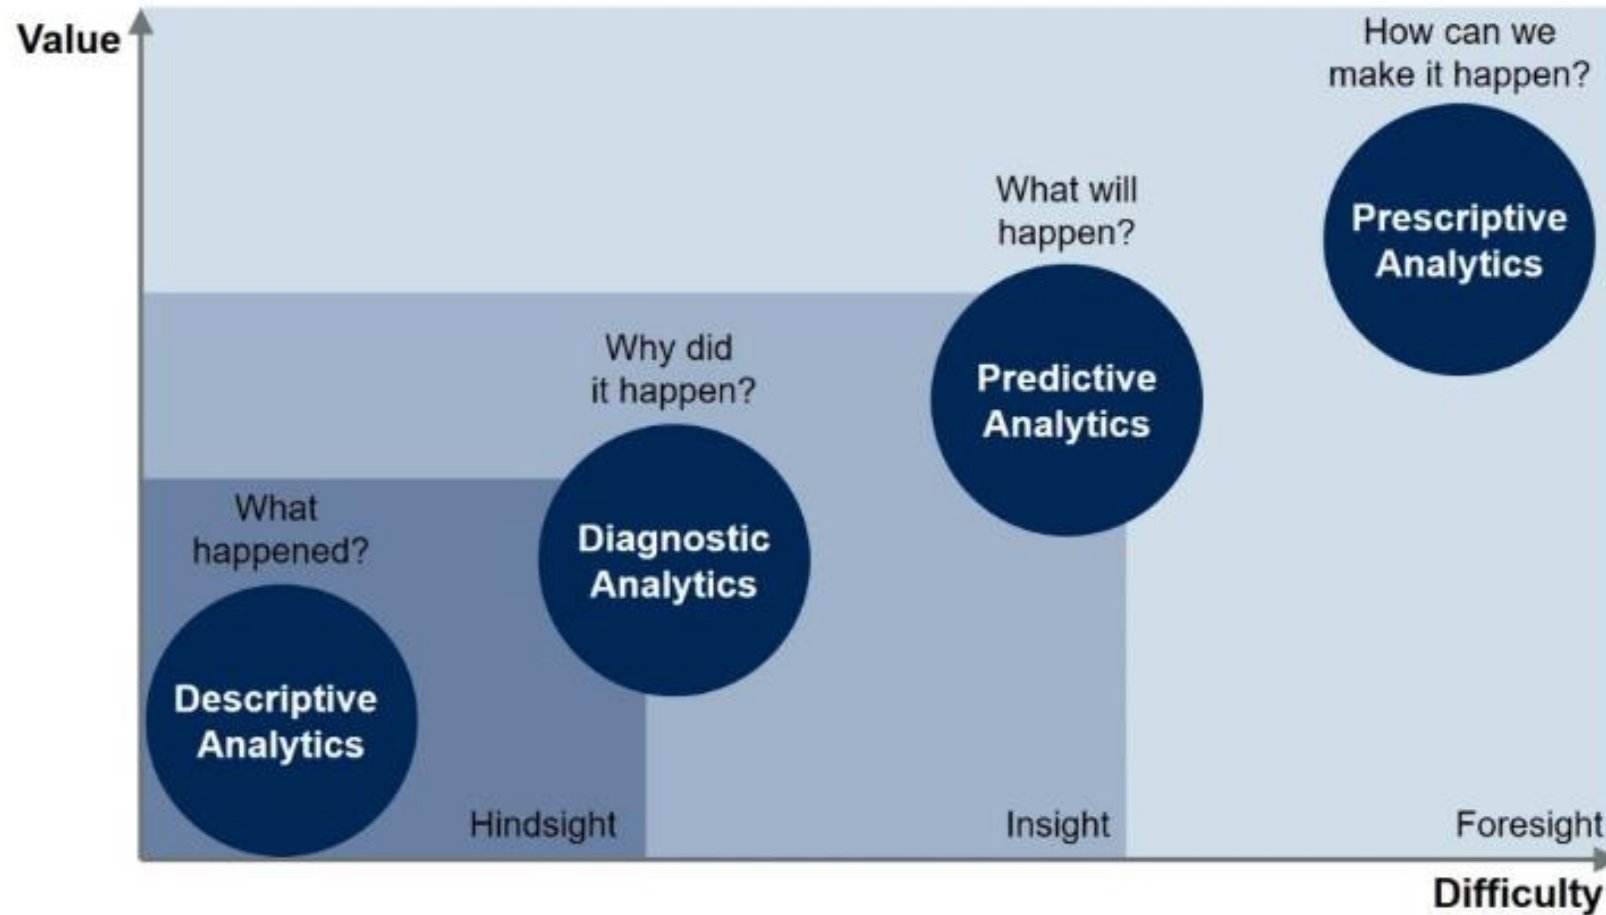 Value
How can we
make it happen?
Prescriptive
Analytics
What will
happen?
Predictive
Analytics
Why did
it happen?
Diagnostic
Analytics
What
happened?
Descriptive
Analytics
Hindsight
Insight
Foresight
Difficulty